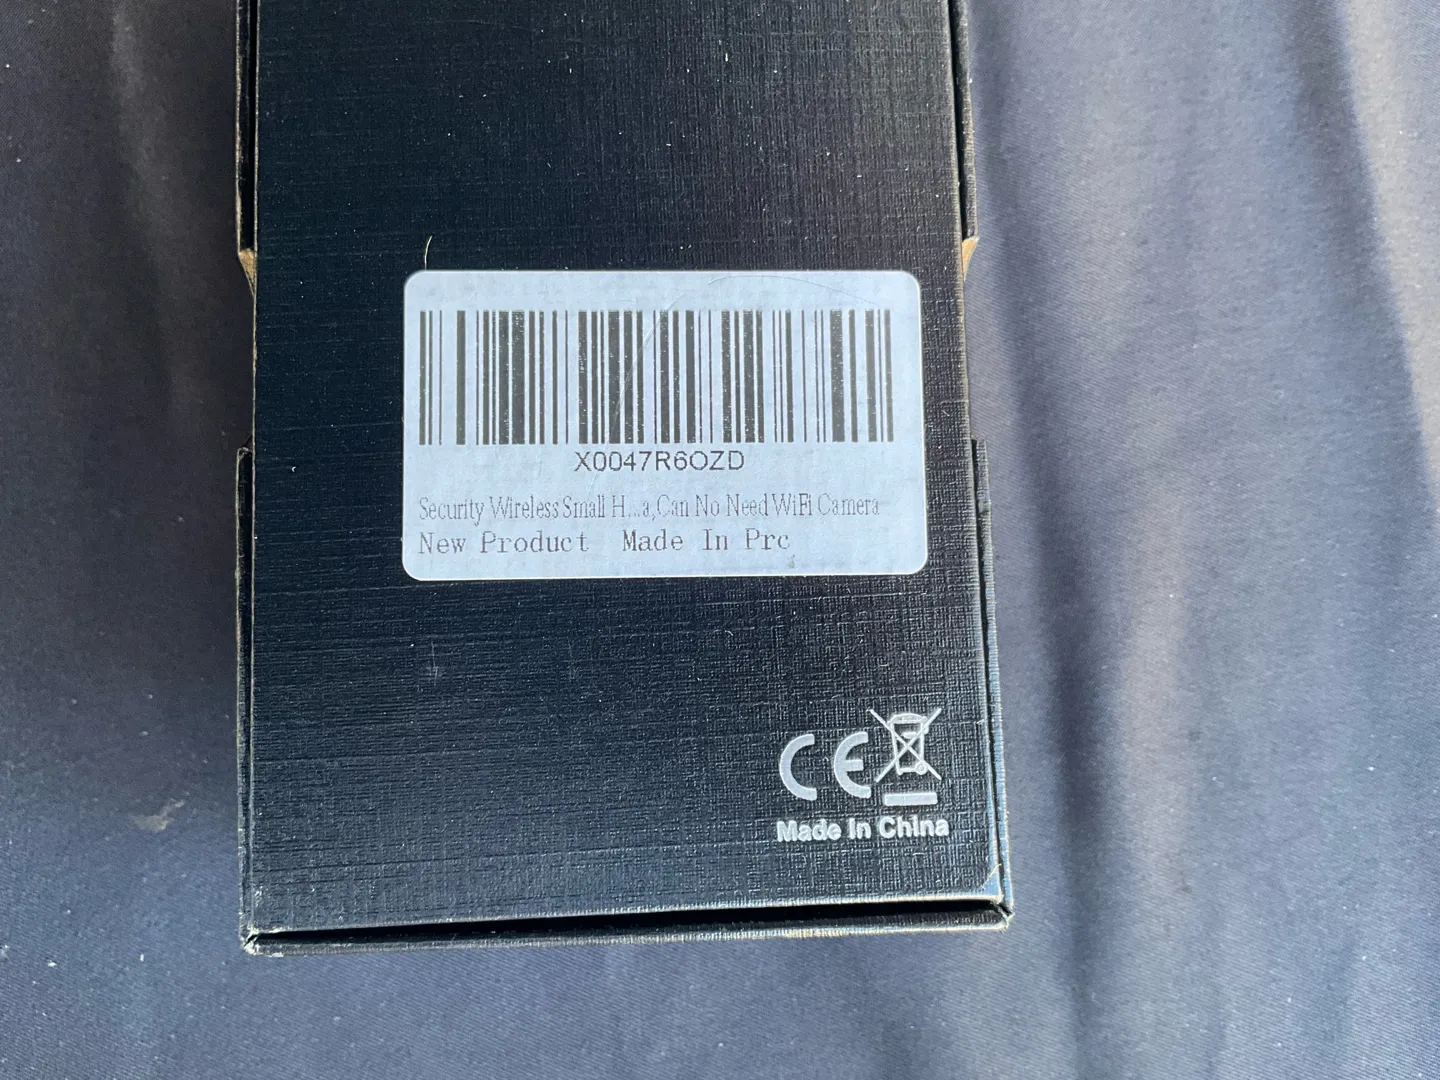 X0047R6OZD
Security Wireless Small H...a,Can No Need WiFi Camera
New Product Made In Prc
CE
Made In China